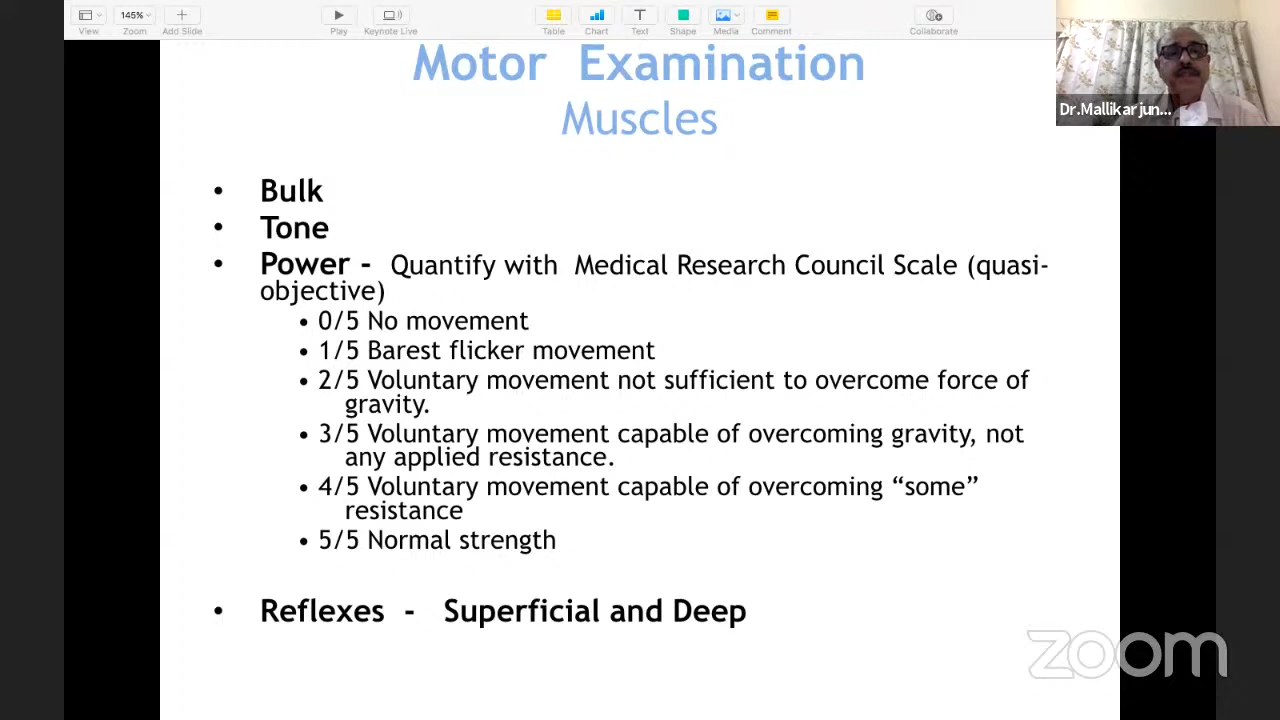 145%
View Zoom Add Slide Play Keynote Live Table Chart Text Shape Media Comment Collaborate
Motor Examination
Muscles
Dr.Mallikarjun...
• Bulk
• Tone
• Power - Quantify with Medical Research Council Scale (quasi-
objective)
• 0/5 No movement
• 1/5 Barest flicker movement
• 2/5 Voluntary movement not sufficient to overcome force of
gravity.
• 3/5 Voluntary movement capable of overcoming gravity, not
any applied resistance.
• 4/5 Voluntary movement capable of overcoming “some”
resistance
• 5/5 Normal strength
• Reflexes - Superficial and Deep
zoom